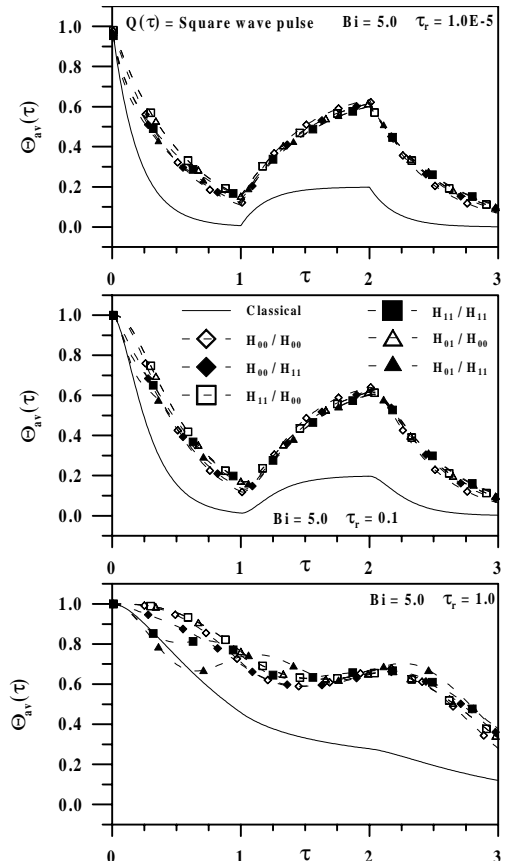 Q(τ) = Square wave pulse Bi = 5.0 τr = 1.0E-5
1.0
0.8
0.6
0.4
0.2
0.0
Θav(τ)
0 1 2 3
τ
Classical
H00 / H00
H00 / H11
H11 / H00
H11 / H11
H01 / H00
H01 / H11
1.0
0.8
0.6
0.4
0.2
0.0
Θav(τ)
Bi = 5.0 τr = 0.1
0 1 2 3
τ
Bi = 5.0 τr = 1.0
1.0
0.8
0.6
0.4
0.2
0.0
Θav(τ)
0 1 2 3
τ